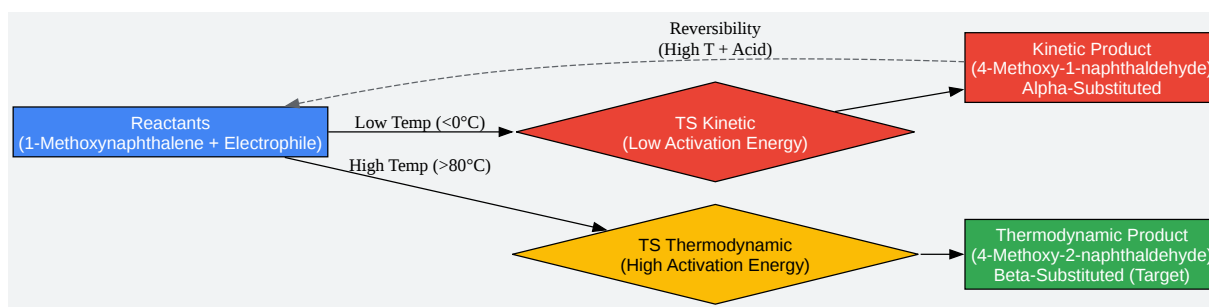 Reversibility
(High T + Acid)
Kinetic Product
(4-Methoxy-1-naphthaldehyde)
Alpha-Substituted
Reactants
(1-Methoxynaphthalene + Electrophile)
Low Temp (<0°C)
TS Kinetic
(Low Activation Energy)
High Temp (>80°C)
TS Thermodynamic
(High Activation Energy)
Thermodynamic Product
(4-Methoxy-2-naphthaldehyde)
Beta-Substituted (Target)